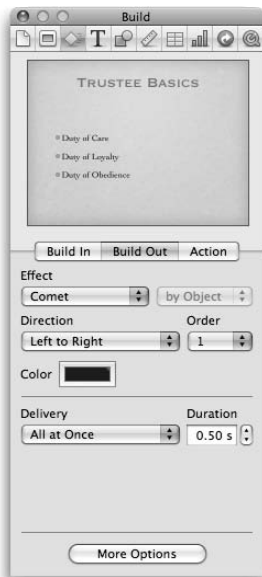 Build
T
TRUSTEE BASICS
Duty of Care
Duty of Loyalty
Duty of Obedience
Build In Build Out Action
Effect
Comet by Object
Direction Order
Left to Right 1
Color
Delivery Duration
All at Once 0.50 s
More Options